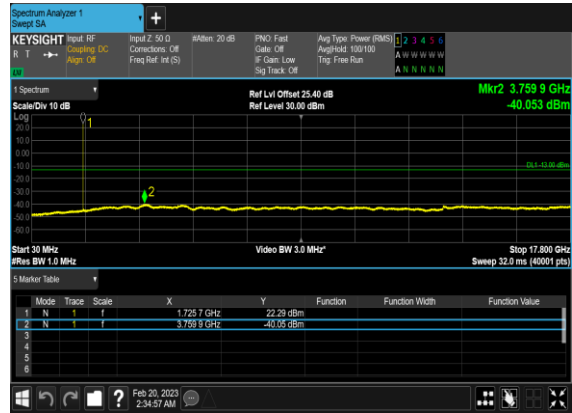 Spectrum Analyzer 1
Swept SA
+
KEYSIGHT Input: RF Input Z: 50 Ω #Atten: 20 dB PNO: Fast Avg Type: Power (RMS) 1 2 3 4 5 6
R T Coupling: DC Corrections: Off Gate: Off Avg|Hold: 100/100 A W W W W W
Align: Off Freq Ref: Int (S) IF Gain: Low Trig: Free Run
Sig Track: Off A N N N N N
LW
1 Spectrum Ref Lvl Offset 25.40 dB Mkr2 3.759 9 GHz
Scale/Div 10 dB Ref Level 30.00 dBm -40.053 dBm
Log
20.0
10.0
0.00
-10.0
-20.0
-30.0
-40.0
-50.0
-60.0
1
2
DL1 -13.00 dBm
Start 30 MHz Video BW 3.0 MHz* Stop 17.800 GHz
#Res BW 1.0 MHz Sweep 32.0 ms (40001 pts)
5 Marker Table
Mode Trace Scale X Y Function Function Width Function Value
1 N 1 f 1.725 7 GHz 22.29 dBm
2 N 1 f 3.759 9 GHz -40.05 dBm
3
4
5
6
? Feb 20, 2023
2:34:57 AM